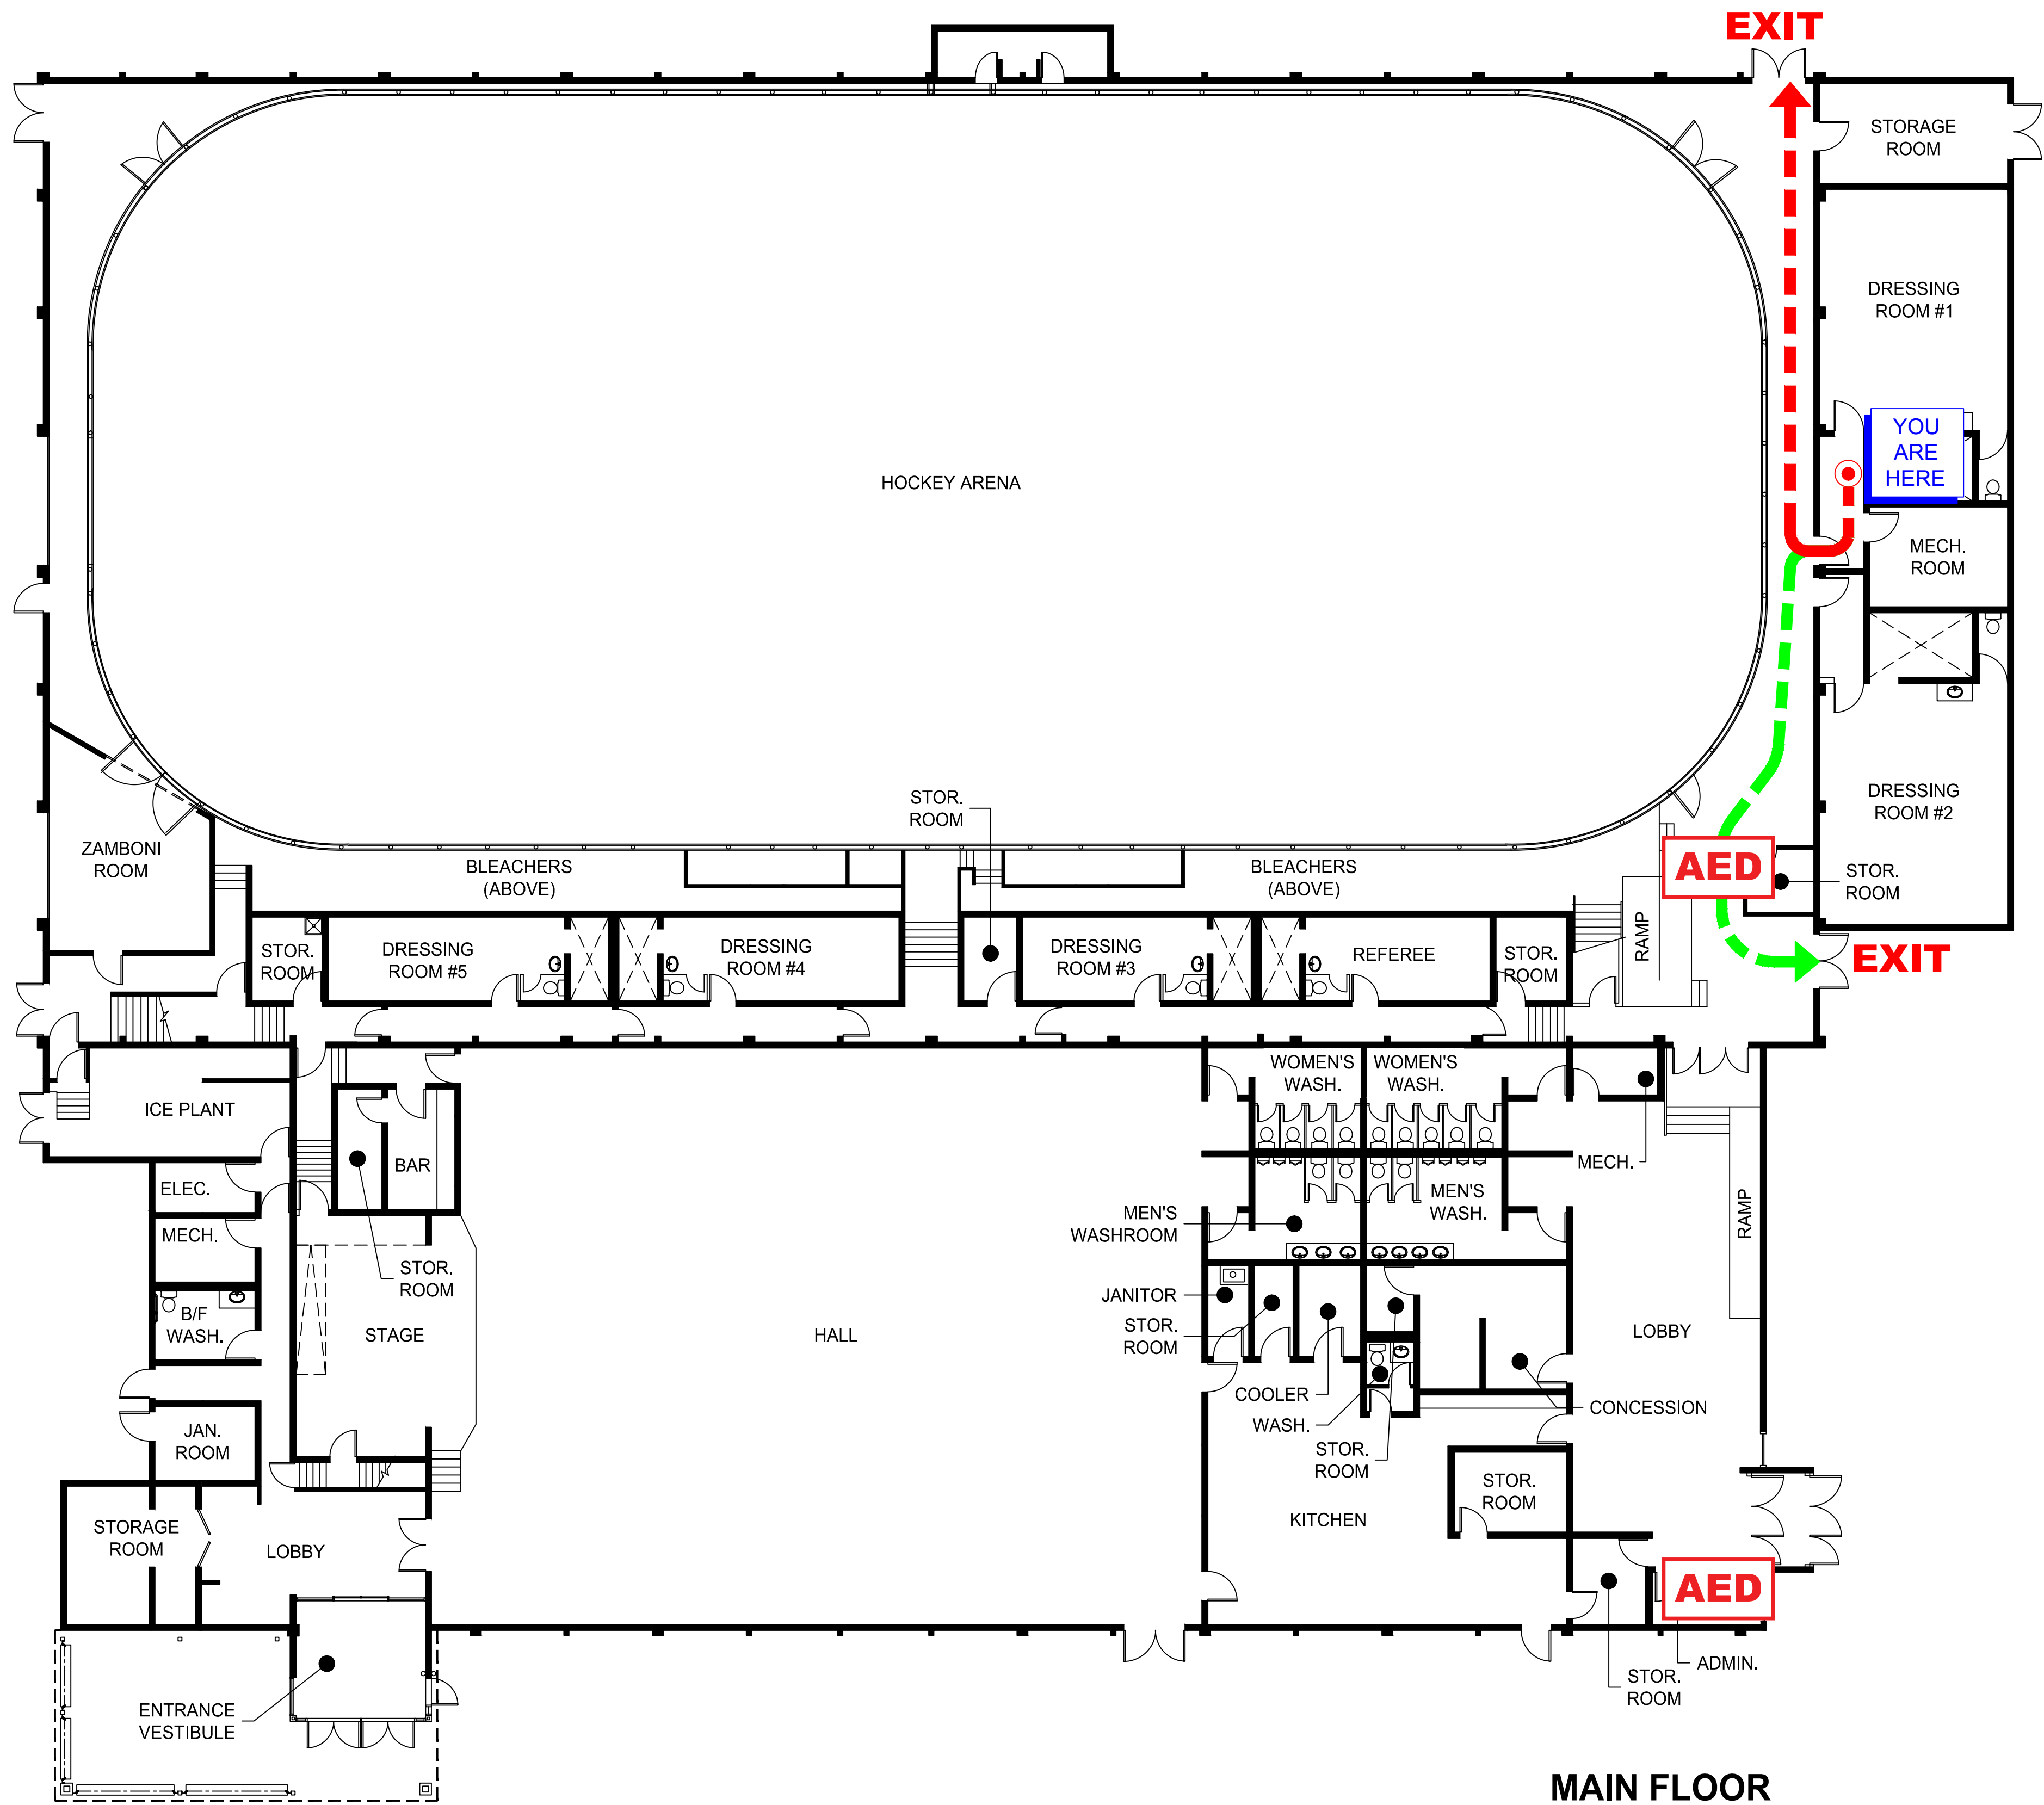 EXIT
STORAGE
ROOM
DRESSING
ROOM #1
YOU
ARE
HERE
HOCKEY ARENA
MECH.
ROOM
DRESSING
ROOM #2
STOR.
ROOM
ZAMBONI
ROOM
BLEACHERS
(ABOVE)
BLEACHERS
(ABOVE)
AED
STOR.
ROOM
STOR.
ROOM
DRESSING
ROOM #5
DRESSING
ROOM #4
DRESSING
ROOM #3
REFEREE
STOR.
ROOM
RAMP
EXIT
ICE PLANT
BAR
WOMEN'S
WASH.
WOMEN'S
WASH.
MECH.
ELEC.
MECH.
MEN'S
WASHROOM
MEN'S
WASH.
RAMP
STOR.
ROOM
B/F
WASH.
STAGE
HALL
JANITOR
STOR.
ROOM
LOBBY
COOLER
WASH.
CONCESSION
JAN.
ROOM
STOR.
ROOM
STOR.
ROOM
STORAGE
ROOM
LOBBY
KITCHEN
AED
ADMIN.
STOR.
ROOM
ENTRANCE
VESTIBULE
MAIN FLOOR